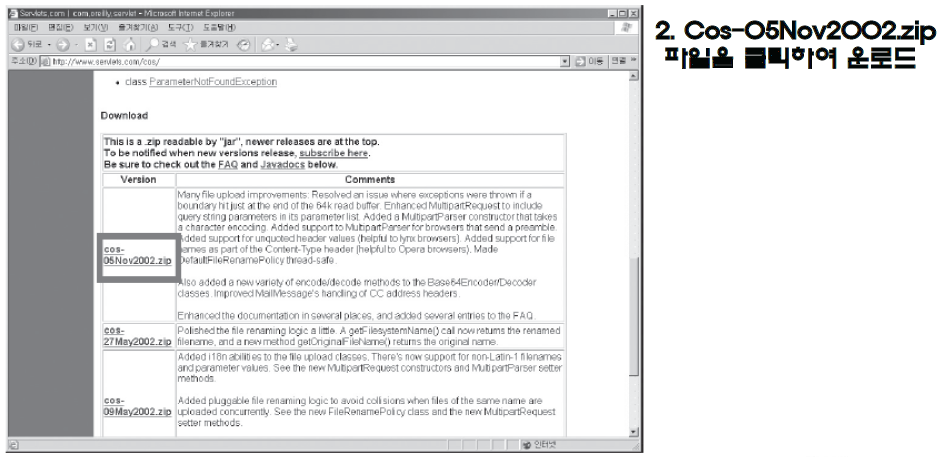 Servlets.com | com.oreilly.servlet - Microsoft Internet Explorer
파일(F) 편집(E) 보기(V) 즐겨찾기(A) 도구(T) 도움말(H)
뒤로 검색 즐겨찾기
주소(D) http://www.servlets.com/cos/ 이동 연결 »
• class ParameterNotFoundException
Download
This is a .zip readable by "jar", newer releases are at the top.
To be notified when new versions release, subscribe here.
Be sure to check out the FAQ and Javadocs below.
Version Comments
Many file upload improvements: Resolved an issue where exceptions were thrown if a
boundary hit just at the end of the 64k read buffer. Enhanced MultipartRequest to include
query string parameters in its parameter list. Added a MultipartParser constructor that takes
a character encoding. Added support to MultipartParser for browsers that send a preamble.
Added support for unquoted header values (helpful to lynx browsers). Added support for file
cos- names as part of the Content-Type header (helpful to Opera browsers). Made
05Nov2002.zip DefaultFileRenamePolicy thread-safe.
Also added a new variety of encode/decode methods to the Base64Encoder/Decoder
classes. Improved MailMessage's handling of CC address headers.
Enhanced the documentation in several places, and added several entries to the FAQ.
cos- Polished the file renaming logic a little. A getFilesystemName() call now returns the renamed
27May2002.zip filename, and a new method getOriginalFileName() returns the original name.
Added i18n abilities to the file upload classes. There's now support for non-Latin-1 filenames
and parameter values. See the new MultipartRequest constructors and MultipartParser setter
methods.
cos- Added pluggable file renaming logic to avoid collisions when files of the same name are
09May2002.zip uploaded concurrently. See the new FileRenamePolicy class and the new MultipartRequest
setter methods.
인터넷
2. Cos-05Nov2002.zip
파일을 클릭하여 운로드